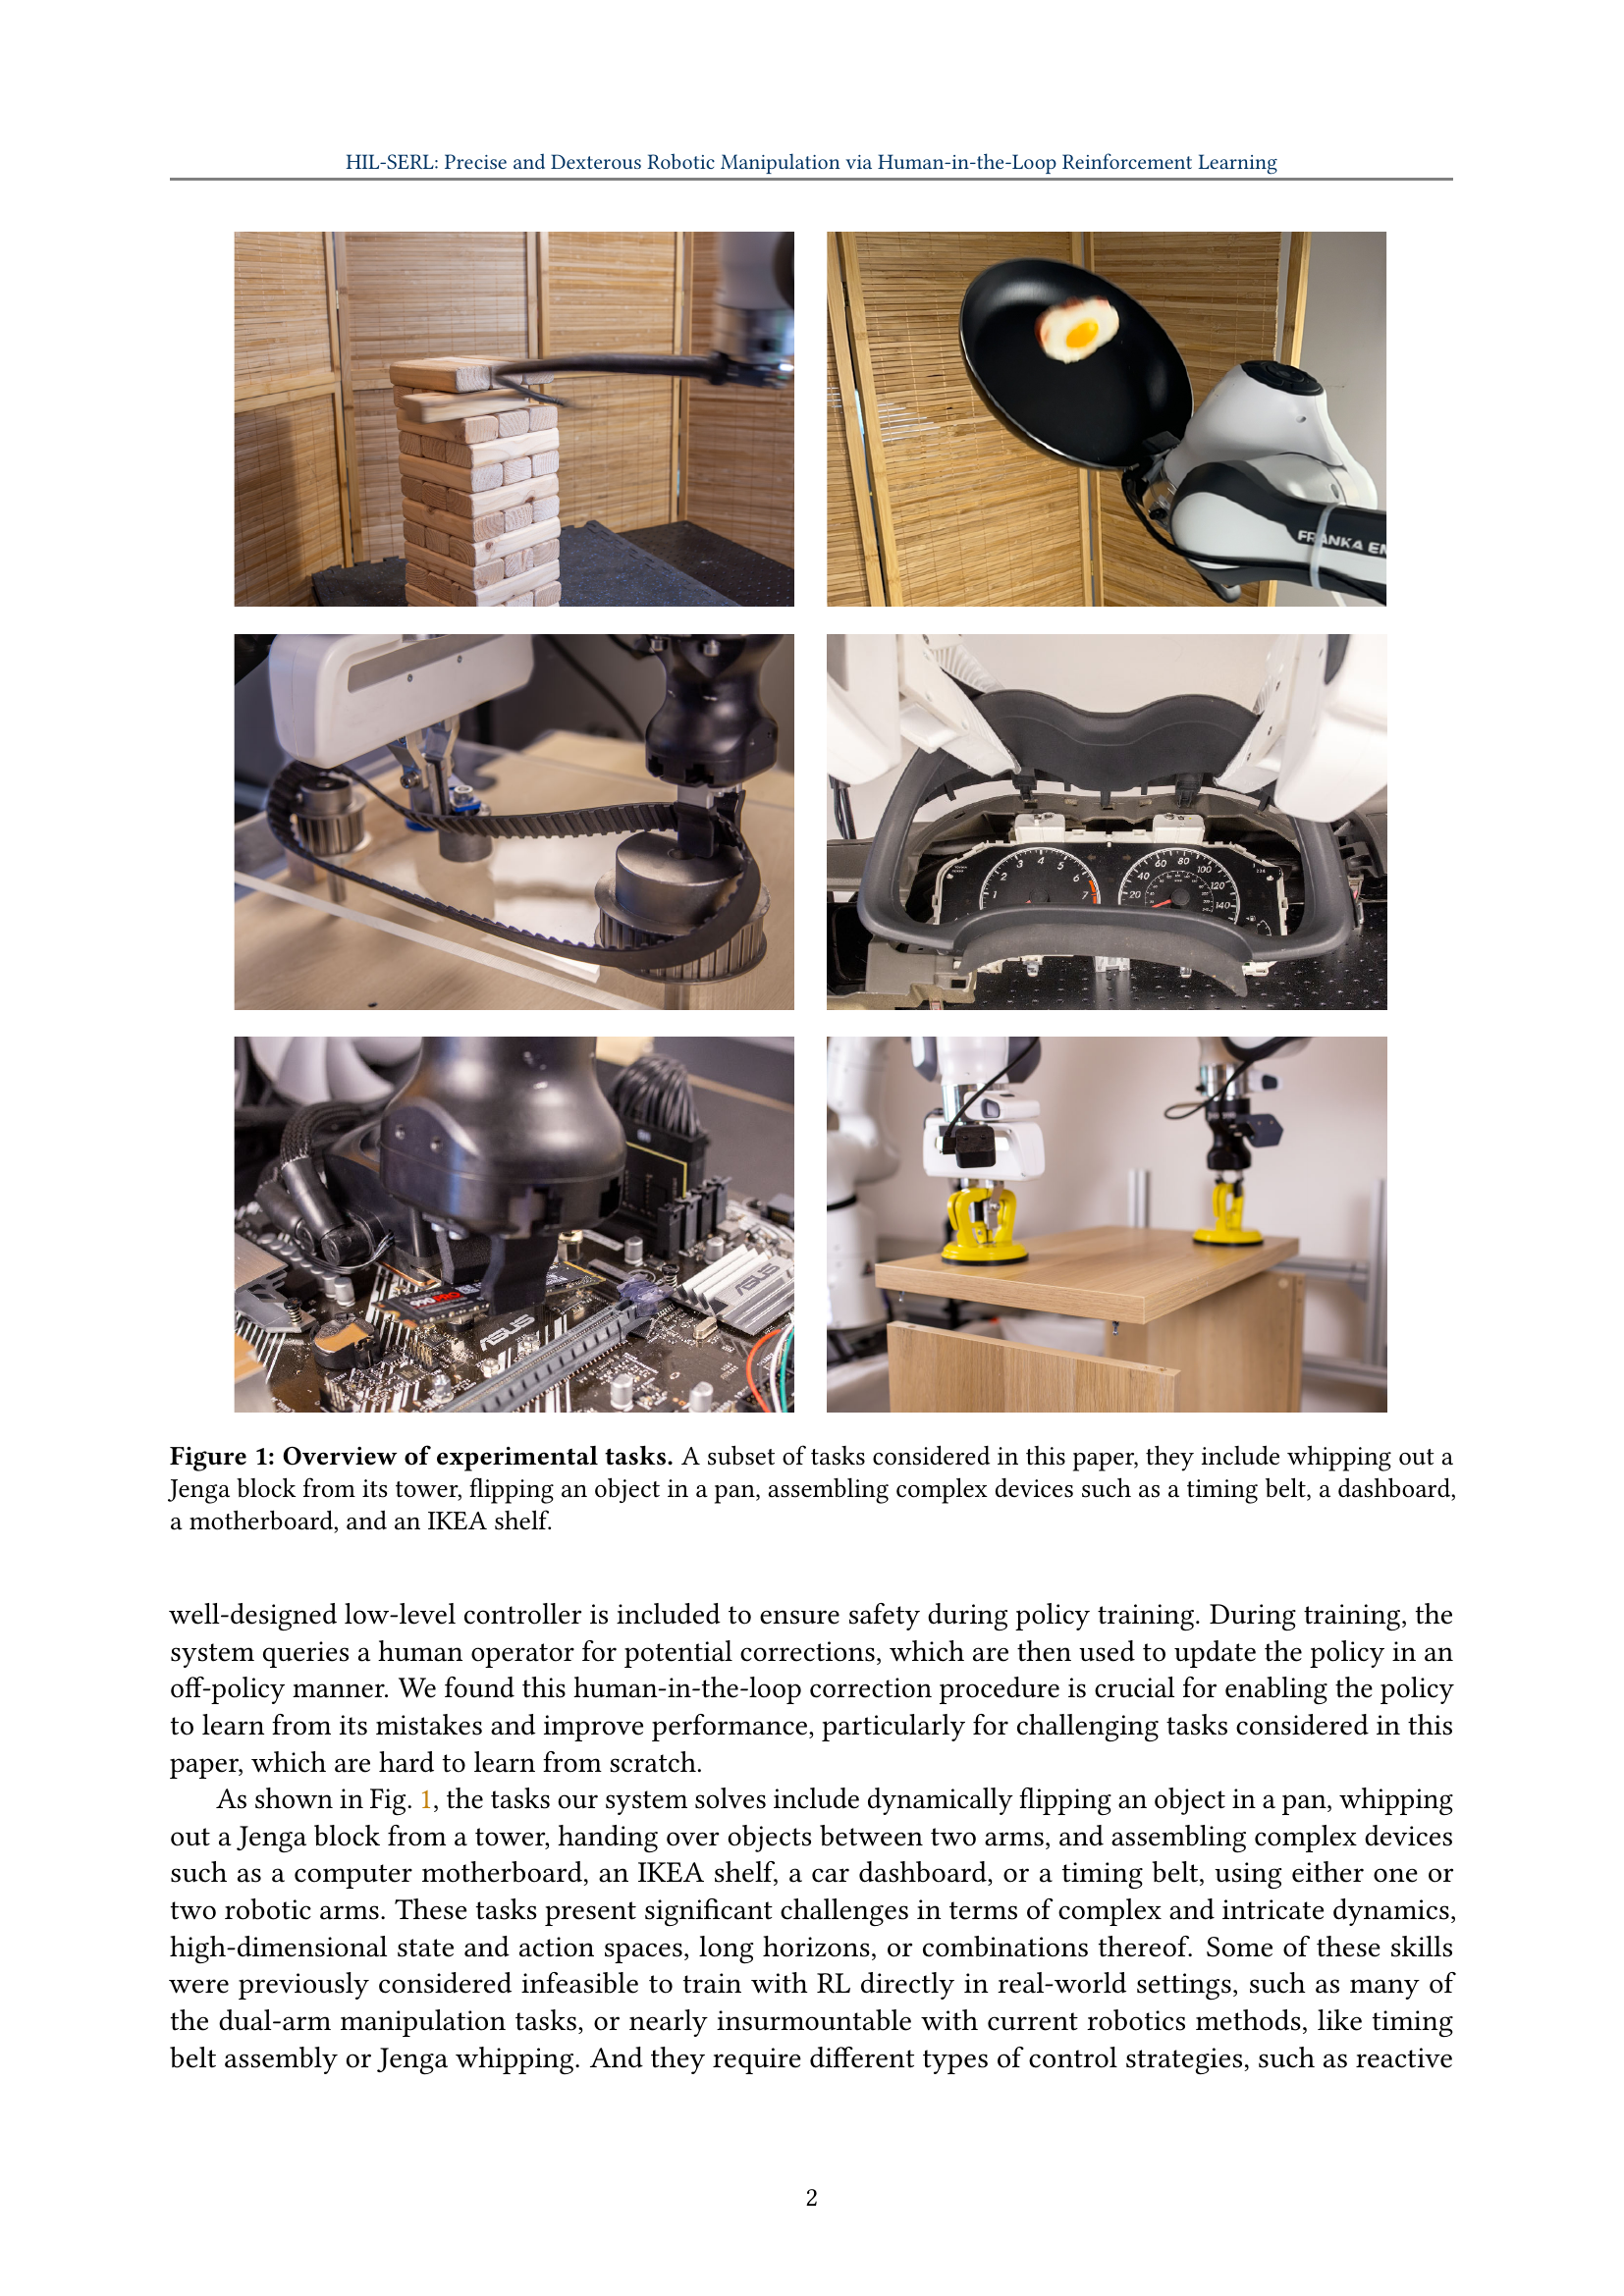 HIL-SERL: Precise and Dexterous Robotic Manipulation via Human-in-the-Loop Reinforcement Learning
FRANKA EM
3 4 5
2 6
1 7
60 80
40 100
20 120
140
990PRO
ASUS
ASUS
Figure 1: Overview of experimental tasks. A subset of tasks considered in this paper, they include whipping out a
Jenga block from its tower, flipping an object in a pan, assembling complex devices such as a timing belt, a dashboard,
a motherboard, and an IKEA shelf.
well-designed low-level controller is included to ensure safety during policy training. During training, the
system queries a human operator for potential corrections, which are then used to update the policy in an
off-policy manner. We found this human-in-the-loop correction procedure is crucial for enabling the policy
to learn from its mistakes and improve performance, particularly for challenging tasks considered in this
paper, which are hard to learn from scratch.
As shown in Fig. 1, the tasks our system solves include dynamically flipping an object in a pan, whipping
out a Jenga block from a tower, handing over objects between two arms, and assembling complex devices
such as a computer motherboard, an IKEA shelf, a car dashboard, or a timing belt, using either one or
two robotic arms. These tasks present significant challenges in terms of complex and intricate dynamics,
high-dimensional state and action spaces, long horizons, or combinations thereof. Some of these skills
were previously considered infeasible to train with RL directly in real-world settings, such as many of
the dual-arm manipulation tasks, or nearly insurmountable with current robotics methods, like timing
belt assembly or Jenga whipping. And they require different types of control strategies, such as reactive
2